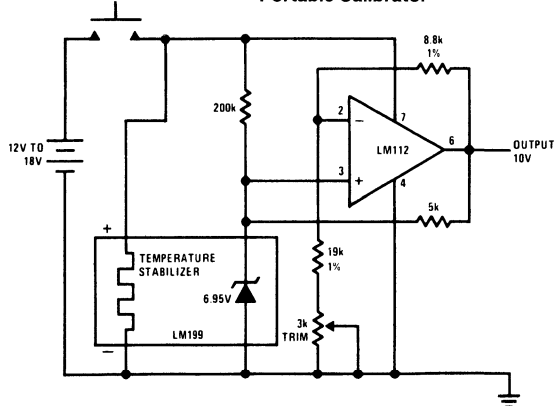 Portable Calibrator
8.8k
1%
200k
2
7
LM112
6
OUTPUT
10V
12V TO
18V
3
4
5k
+
TEMPERATURE
STABILIZER
6.95V
19k
1%
3k
TRIM
LM199
−
−
+